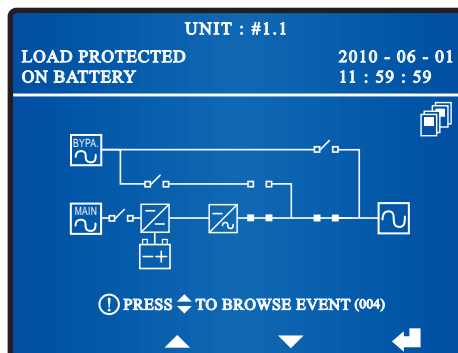 UNIT : #1.1
LOAD PROTECTED 2010 - 06 - 01
ON BATTERY 11 : 59 : 59
BYPA.
MAIN
PRESS TO BROWSE EVENT (004)